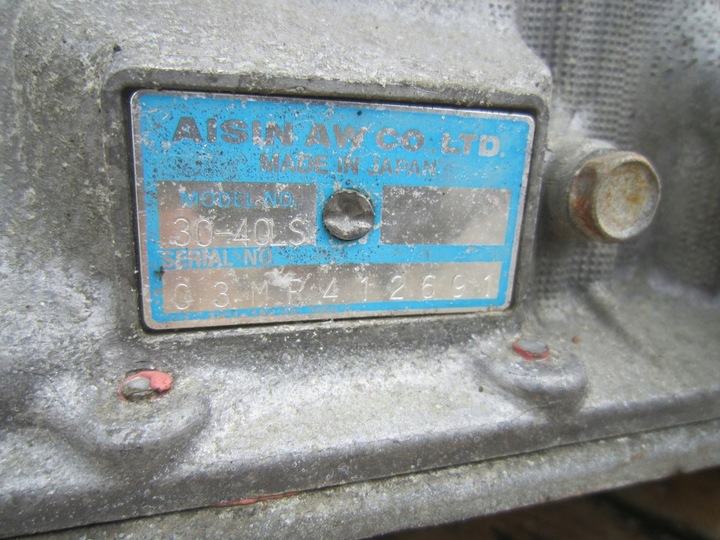 AISIN AW CO. LTD.
MADE IN JAPAN
MODEL NO.
30-40LS
SERIAL NO.
03MR412691